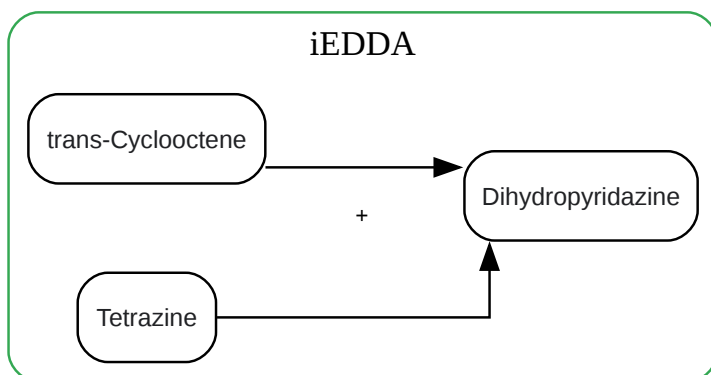 iEDDA
trans-Cyclooctene
Dihydropyridazine
+
Tetrazine